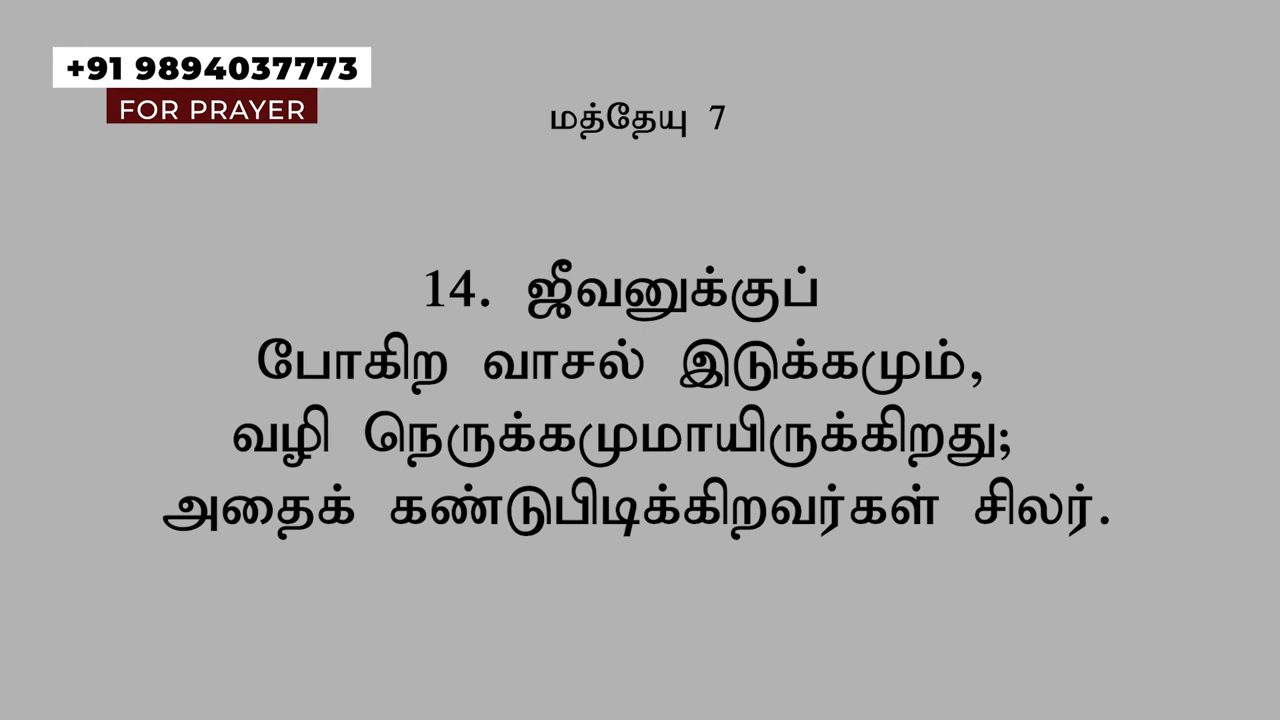 +91 9894037773
FOR PRAYER
மத்தேயு 7
14. ஜீவனுக்குப்
போகிற வாசல் இடுக்கமும்,
வழி நெருக்கமுமாயிருக்கிறது;
அதைக் கண்டுபிடிக்கிறவர்கள் சிலர்.